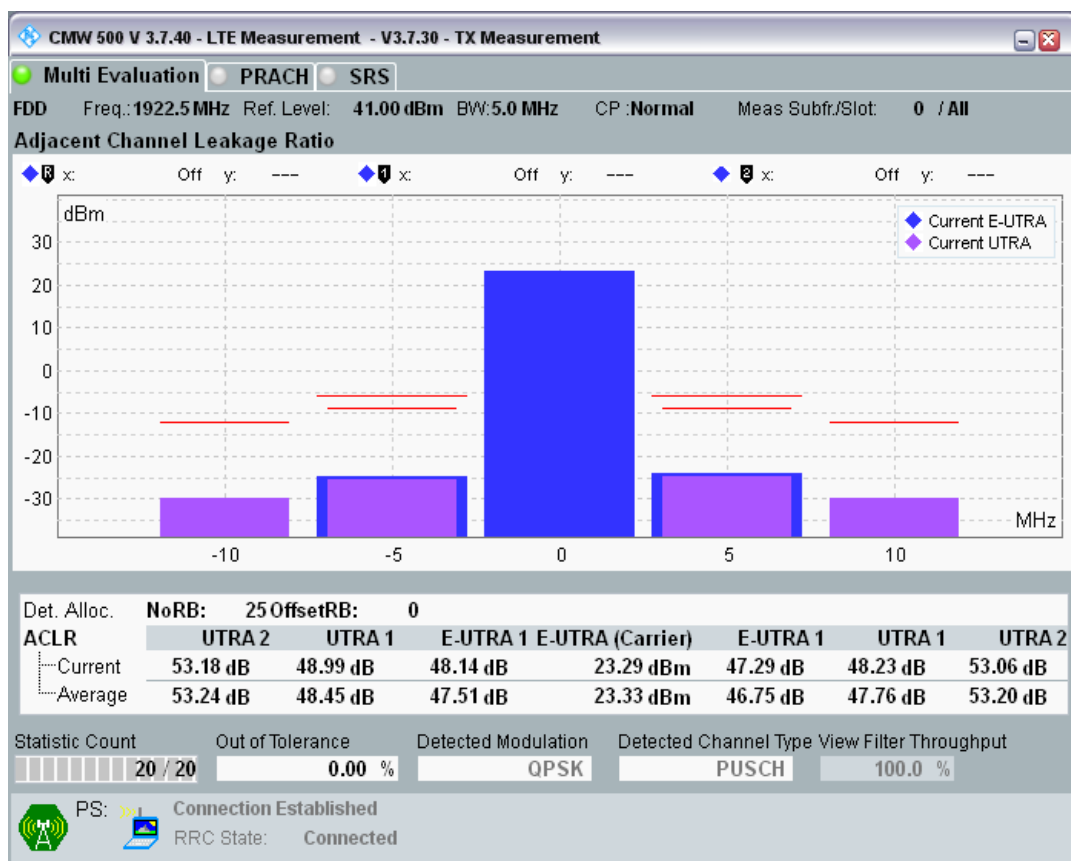 CMW 500 V 3.7.40 - LTE Measurement - V3.7.30 - TX Measurement
Multi Evaluation PRACH SRS
FDD Freq.: 1922.5 MHz Ref. Level: 41.00 dBm BW: 5.0 MHz CP : Normal Meas Subfr./Slot: 0 / All
Adjacent Channel Leakage Ratio
R x: Off y: --- 1 x: Off y: --- 2 x: Off y: ---
dBm
Current E-UTRA
Current UTRA
30
20
10
0
-10
-20
-30
MHz
-10 -5 0 5 10
Det. Alloc. NoRB: 25 OffsetRB: 0
ACLR UTRA 2 UTRA 1 E-UTRA 1 E-UTRA (Carrier) E-UTRA 1 UTRA 1 UTRA 2
Current 53.18 dB 48.99 dB 48.14 dB 23.29 dBm 47.29 dB 48.23 dB 53.06 dB
Average 53.24 dB 48.45 dB 47.51 dB 23.33 dBm 46.75 dB 47.76 dB 53.20 dB
Statistic Count Out of Tolerance Detected Modulation Detected Channel Type View Filter Throughput
20 / 20 0.00 % QPSK PUSCH 100.0 %
PS: Connection Established
RRC State: Connected